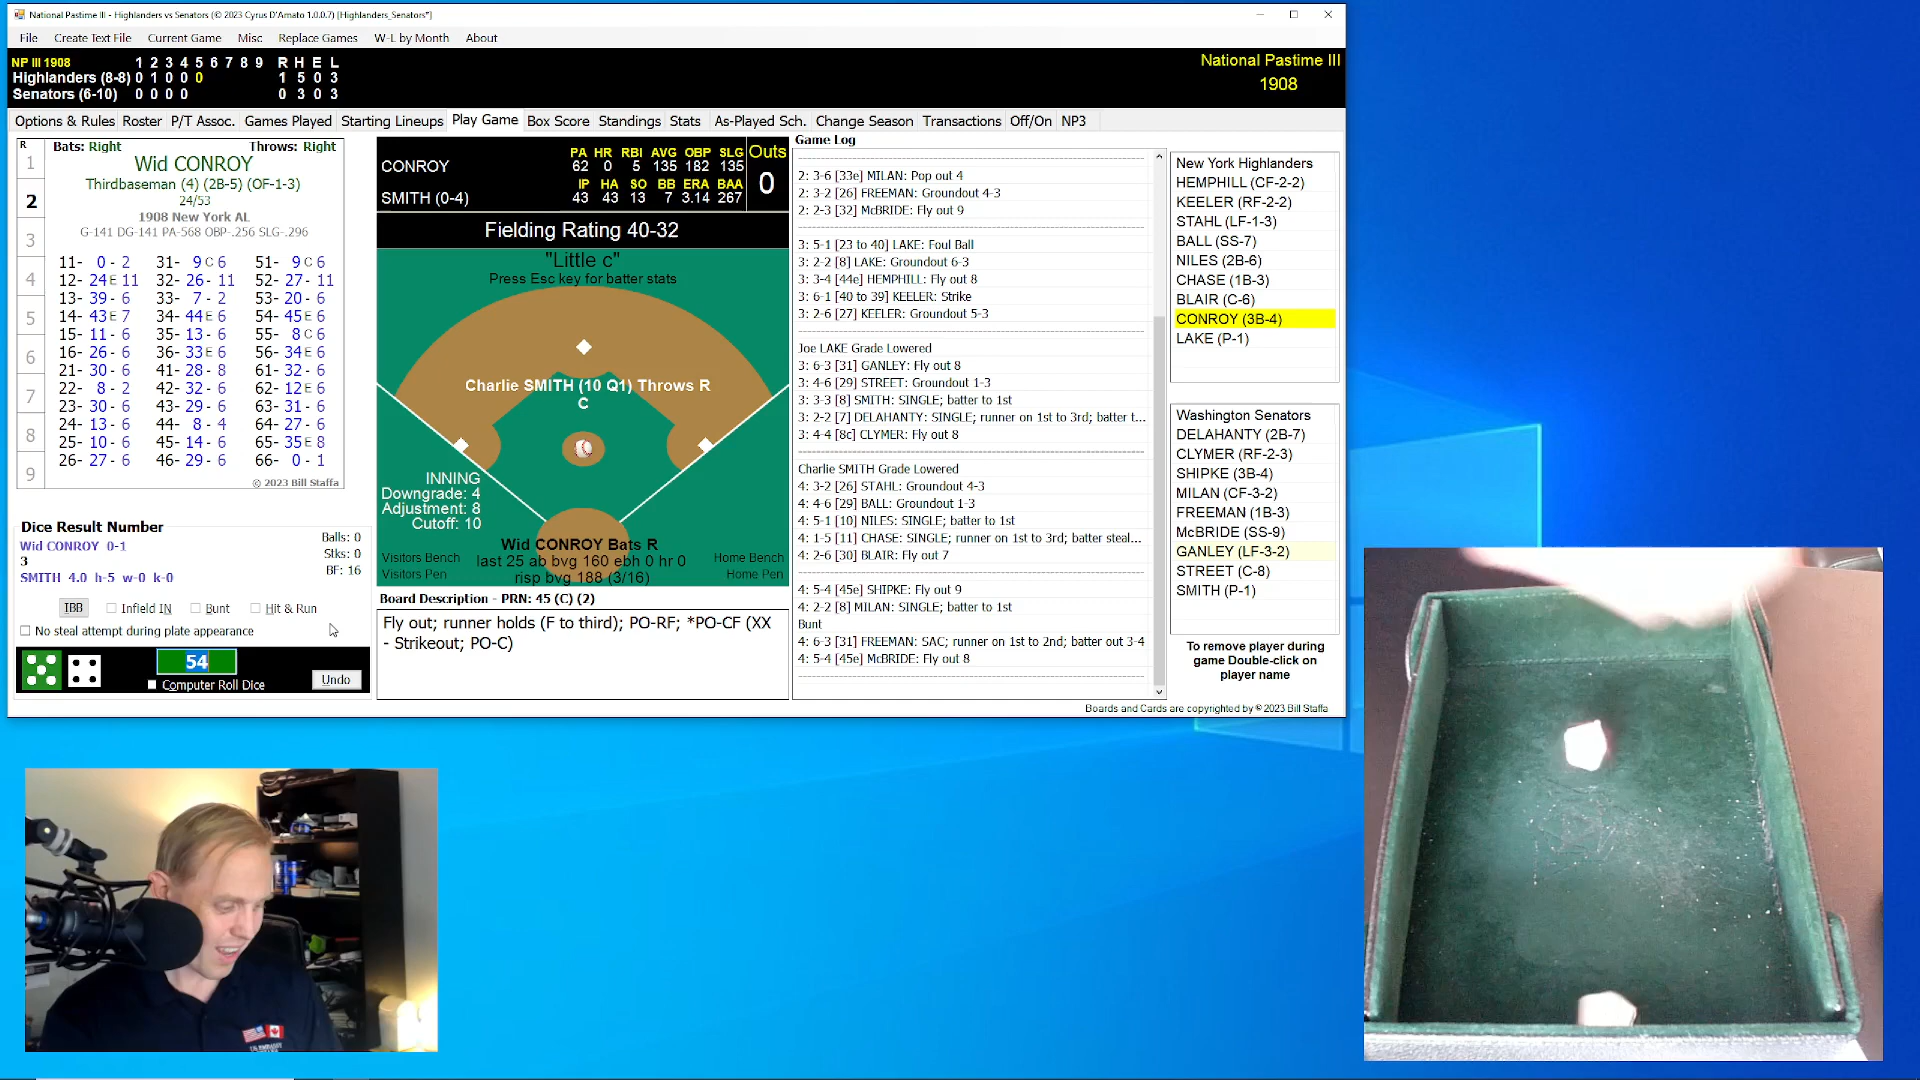 National Pastime III - Highlanders vs Senators (© 2023 Cyrus D'Amato 1.0.0.7) [Highlanders_Senators*]
File Create Text File Current Game Misc Replace Games W-L by Month About
NP III 1908 1 2 3 4 5 6 7 8 9 R H E L
Highlanders (8-8) 0 1 0 0 0 1 5 0 3
Senators (6-10) 0 0 0 0 0 3 0 3
National Pastime III
1908
Options & Rules Roster P/T Assoc. Games Played Starting Lineups Play Game Box Score Standings Stats As-Played Sch. Change Season Transactions Off/On NP3
R
1
2
3
4
5
6
7
8
9
Bats: Right Throws: Right
Wid CONROY
Thirdbaseman (4) (2B-5) (OF-1-3)
24/53
1908 New York AL
G-141 DG-141 PA-568 OBP-.256 SLG-.296
11- 0 - 2 31- 9 C 6 51- 9 C 6
12- 24 E 11 32- 26 - 11 52- 27 - 11
13- 39 - 6 33- 7 - 2 53- 20 - 6
14- 43 E 7 34- 44 E 6 54- 45 E 6
15- 11 - 6 35- 13 - 6 55- 8 C 6
16- 26 - 6 36- 33 E 6 56- 34 E 6
21- 30 - 6 41- 28 - 8 61- 32 - 6
22- 8 - 2 42- 32 - 6 62- 12 E 6
23- 30 - 6 43- 29 - 6 63- 31 - 6
24- 13 - 6 44- 8 - 4 64- 27 - 6
25- 10 - 6 45- 14 - 6 65- 35 E 8
26- 27 - 6 46- 29 - 6 66- 0 - 1
© 2023 Bill Staffa
Dice Result Number
Wid CONROY 0-1
3
SMITH 4.0 h-5 w-0 k-0
Balls: 0
Stks: 0
BF: 16
IBB Infield IN Bunt Hit & Run
No steal attempt during plate appearance
54
Computer Roll Dice
Undo
CONROY
SMITH (0-4)
PA HR RBI AVG OBP SLG
62 0 5 135 182 135
IP HA SO BB ERA BAA
43 43 13 7 3.14 267
Outs
0
Fielding Rating 40-32
"Little c"
Press Esc key for batter stats
Charlie SMITH (10 Q1) Throws R
C
INNING
Downgrade: 4
Adjustment: 8
Cutoff: 10
Wid CONROY Bats R
last 25 ab bvg 160 ebh 0 hr 0
risp bvg 188 (3/16)
Visitors Bench
Visitors Pen
Home Bench
Home Pen
Board Description - PRN: 45 (C) (2)
Fly out; runner holds (F to third); PO-RF; *PO-CF (XX
- Strikeout; PO-C)
Game Log
2: 3-6 [33e] MILAN: Pop out 4
2: 3-2 [26] FREEMAN: Groundout 4-3
2: 2-3 [32] McBRIDE: Fly out 9
3: 5-1 [23 to 40] LAKE: Foul Ball
3: 2-2 [8] LAKE: Groundout 6-3
3: 3-4 [44e] HEMPHILL: Fly out 8
3: 6-1 [40 to 39] KEELER: Strike
3: 2-6 [27] KEELER: Groundout 5-3
Joe LAKE Grade Lowered
3: 6-3 [31] GANLEY: Fly out 8
3: 4-6 [29] STREET: Groundout 1-3
3: 3-3 [8] SMITH: SINGLE; batter to 1st
3: 2-2 [7] DELAHANTY: SINGLE; runner on 1st to 3rd; batter t...
3: 4-4 [8c] CLYMER: Fly out 8
Charlie SMITH Grade Lowered
4: 3-2 [26] STAHL: Groundout 4-3
4: 4-6 [29] BALL: Groundout 1-3
4: 5-1 [10] NILES: SINGLE; batter to 1st
4: 1-5 [11] CHASE: SINGLE; runner on 1st to 3rd; batter steal...
4: 2-6 [30] BLAIR: Fly out 7
4: 5-4 [45e] SHIPKE: Fly out 9
4: 2-2 [8] MILAN: SINGLE; batter to 1st
Bunt
4: 6-3 [31] FREEMAN: SAC; runner on 1st to 2nd; batter out 3-4
4: 5-4 [45e] McBRIDE: Fly out 8
New York Highlanders
HEMPHILL (CF-2-2)
KEELER (RF-2-2)
STAHL (LF-1-3)
BALL (SS-7)
NILES (2B-6)
CHASE (1B-3)
BLAIR (C-6)
CONROY (3B-4)
LAKE (P-1)
Washington Senators
DELAHANTY (2B-7)
CLYMER (RF-2-3)
SHIPKE (3B-4)
MILAN (CF-3-2)
FREEMAN (1B-3)
McBRIDE (SS-9)
GANLEY (LF-3-2)
STREET (C-8)
SMITH (P-1)
To remove player during
game Double-click on
player name
Boards and Cards are copyrighted by © 2023 Bill Staffa